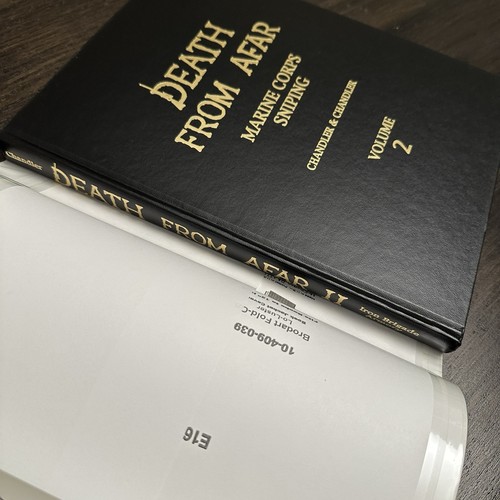 DEATH
FROM AFAR
MARINE CORPS
SNIPING
CHANDLER & CHANDLER
VOLUME
2
Chandler DEATH FROM AFAR II Iron Brigade
Brodart Fold-C
10-409-039
E16